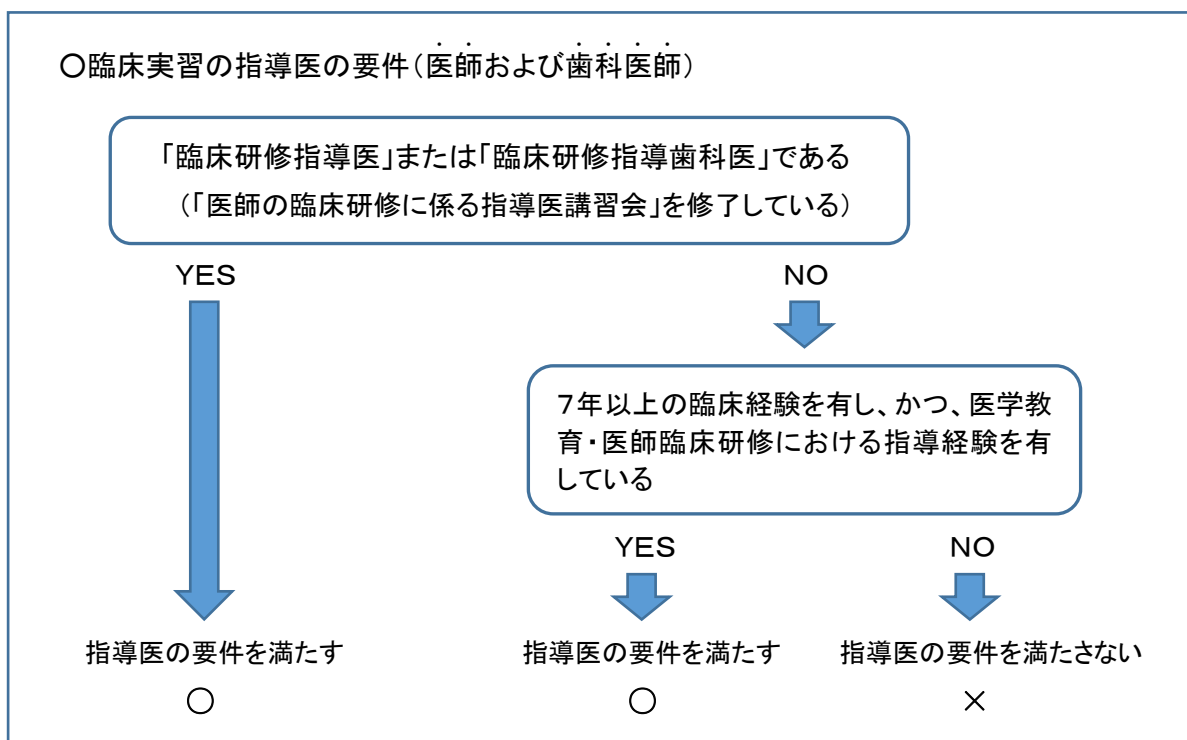 〇臨床実習の指導医の要件(医師および歯科医師)
「臨床研修指導医」または「臨床研修指導歯科医」である
(「医師の臨床研修に係る指導医講習会」を修了している)
YES
NO
7年以上の臨床経験を有し、かつ、医学教
育・医師臨床研修における指導経験を有
している
YES
NO
指導医の要件を満たす
指導医の要件を満たす
指導医の要件を満たさない
〇
〇
×